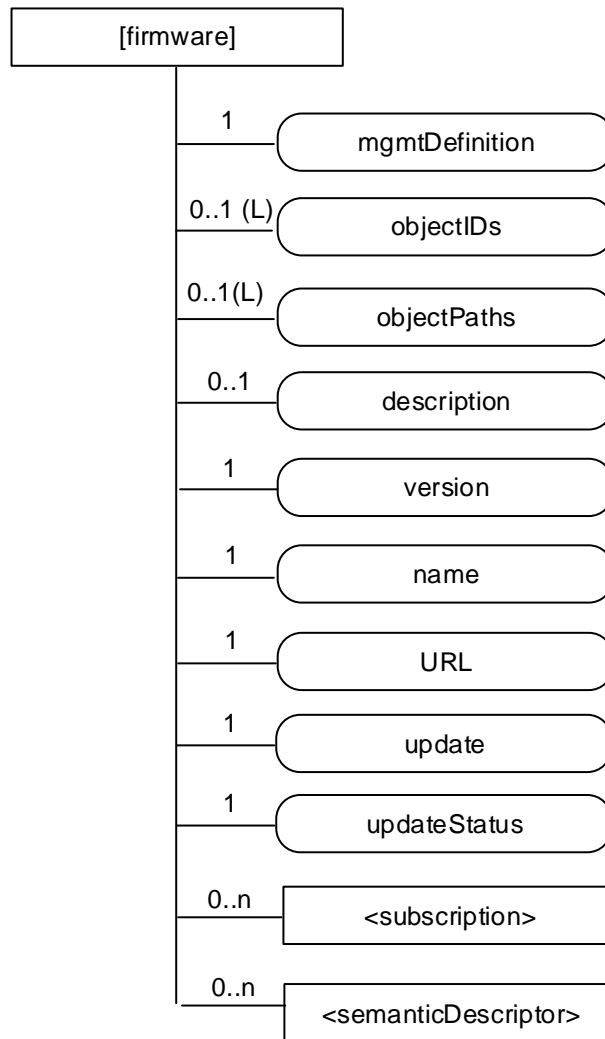 [firmware]
1
mgmtDefinition
0..1 (L)
objectIDs
0..1(L)
objectPaths
0..1
description
1
version
1
name
1
URL
1
update
1
updateStatus
0..n
<subscription>
0..n
<semanticDescriptor>